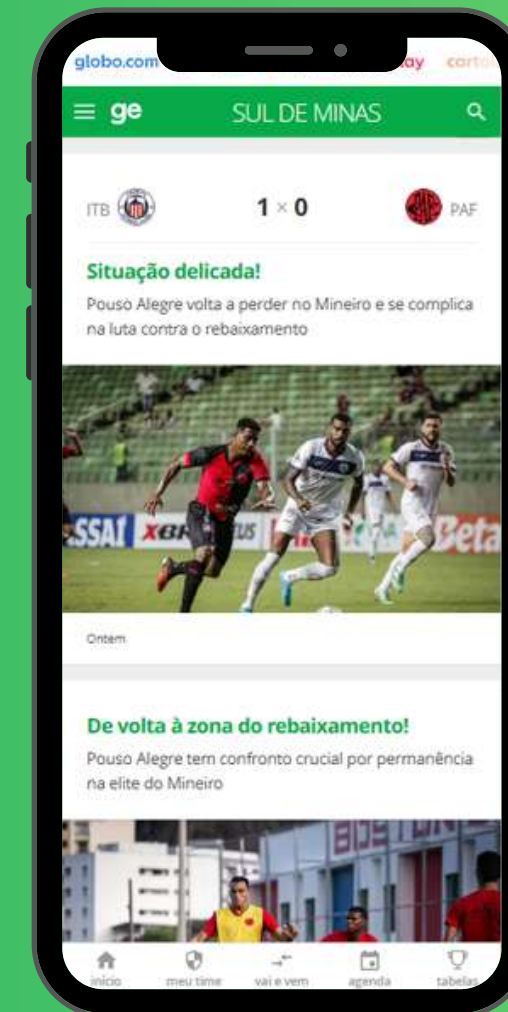 globo.com
ge SUL DE MINAS
ITB 1 × 0 PAF
Situação delicada!
Pouso Alegre volta a perder no Mineiro e se complica
na luta contra o rebaixamento
Ontem
De volta à zona do rebaixamento!
Pouso Alegre tem confronto crucial por permanência
na elite do Mineiro
início meu time vai e vem agenda tabelas